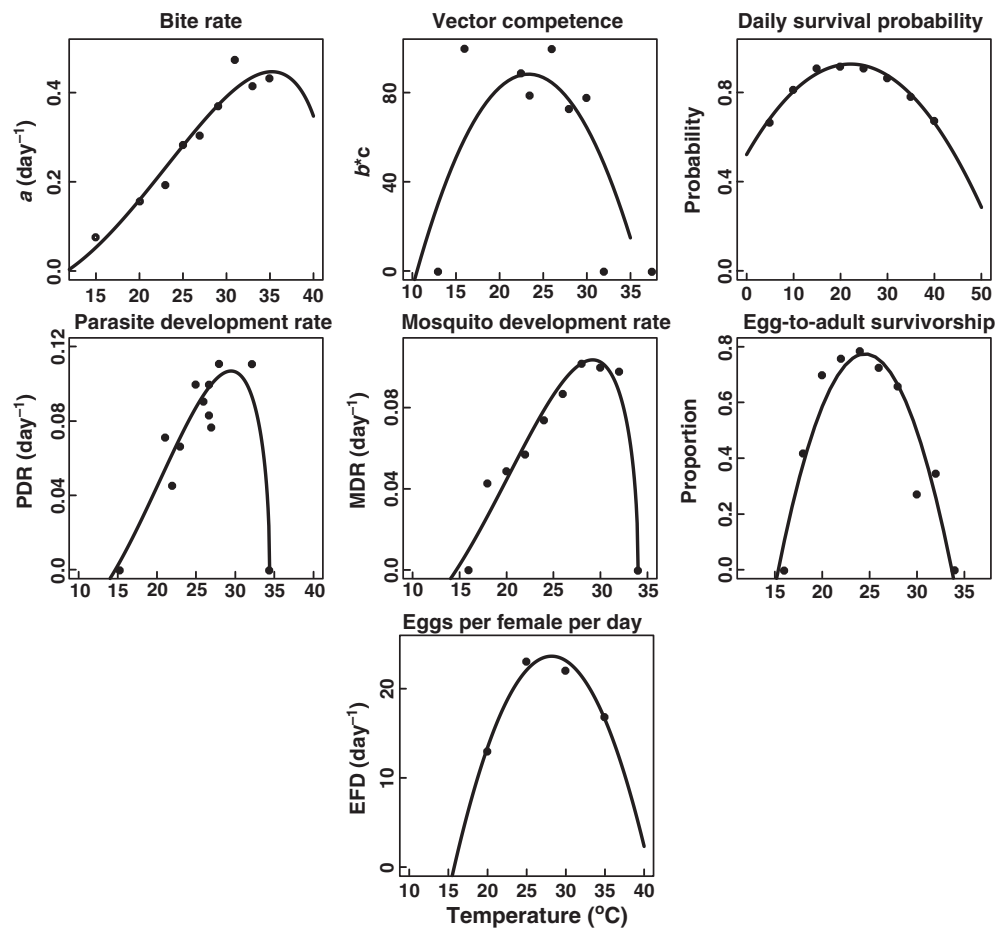 Bite rate
Vector competence
Daily survival probability
a (day⁻¹)
0.0 0.2 0.4
15 20 25 30 35 40
b*c
0 40 80
10 15 20 25 30 35
Probability
0.0 0.4 0.8
0 10 20 30 40 50
Parasite development rate
Mosquito development rate
Egg-to-adult survivorship
PDR (day⁻¹)
0.0 0.04 0.08 0.12
10 15 20 25 30 35 40
MDR (day⁻¹)
0.0 0.04 0.08
10 15 20 25 30 35
Proportion
0.0 0.2 0.4 0.6 0.8
15 20 25 30 35
Eggs per female per day
EFD (day⁻¹)
0 10 20
10 15 20 25 30 35 40
Temperature (°C)